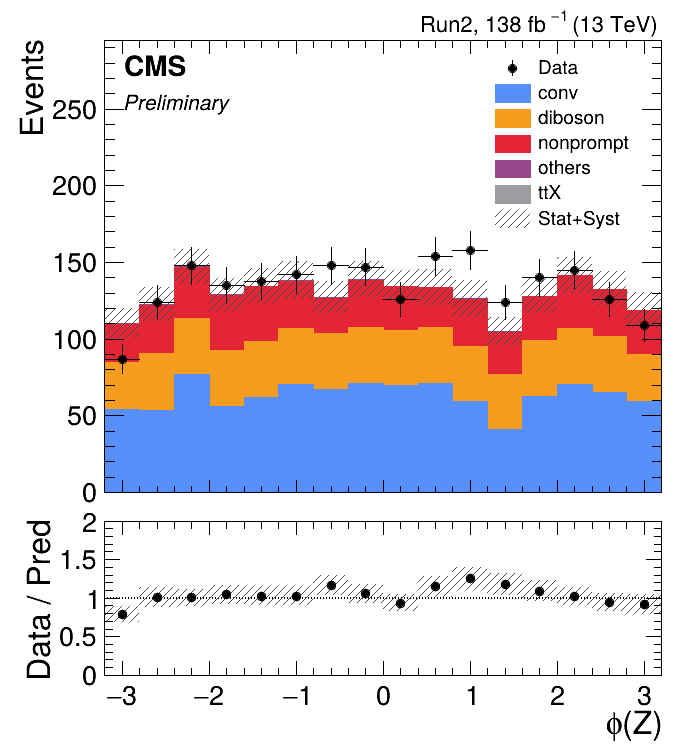 Run2, 138 fb⁻¹ (13 TeV)
CMS
Preliminary
Events
250
200
150
100
50
0
Data
conv
diboson
nonprompt
others
ttX
Stat+Syst
Data / Pred
2
1.5
1
0.5
0
−3 −2 −1 0 1 2 3
ϕ(Z)